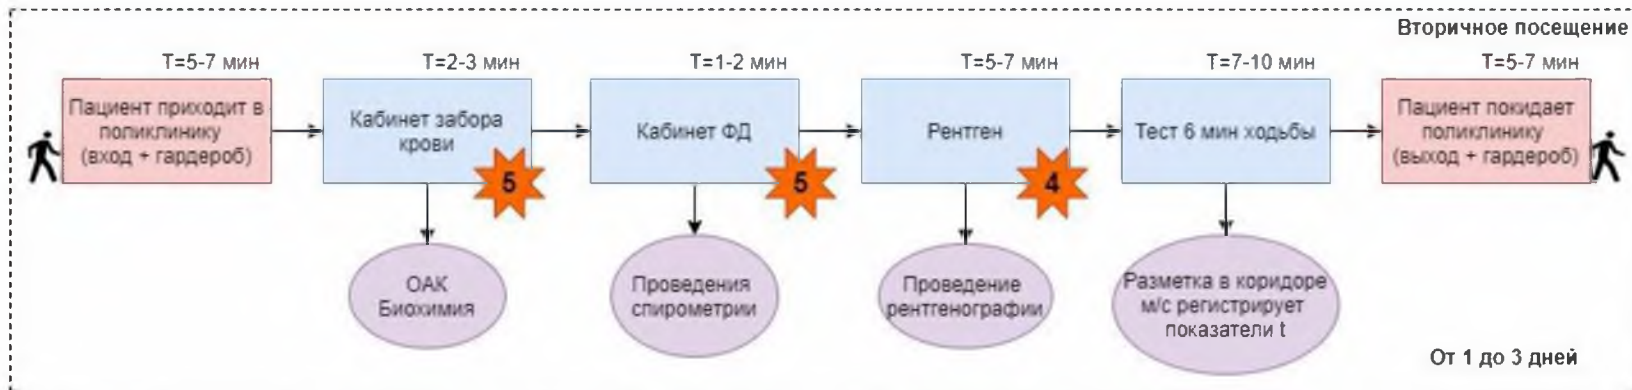 Вторичное посещение
T=5-7 мин
T=2-3 мин
T=1-2 мин
T=5-7 мин
T=7-10 мин
T=5-7 мин
Пациент приходит в
поликлинику
(вход + гардероб)
Кабинет забора
крови
5
Кабинет ФД
5
Рентген
4
Тест 6 мин ходьбы
Пациент покидает
поликлинику
(выход + гардероб)
ОАК
Биохимия
Проведения
спирометрии
Проведение
рентгенографии
Разметка в коридоре
м/с регистрирует
показатели t
От 1 до 3 дней